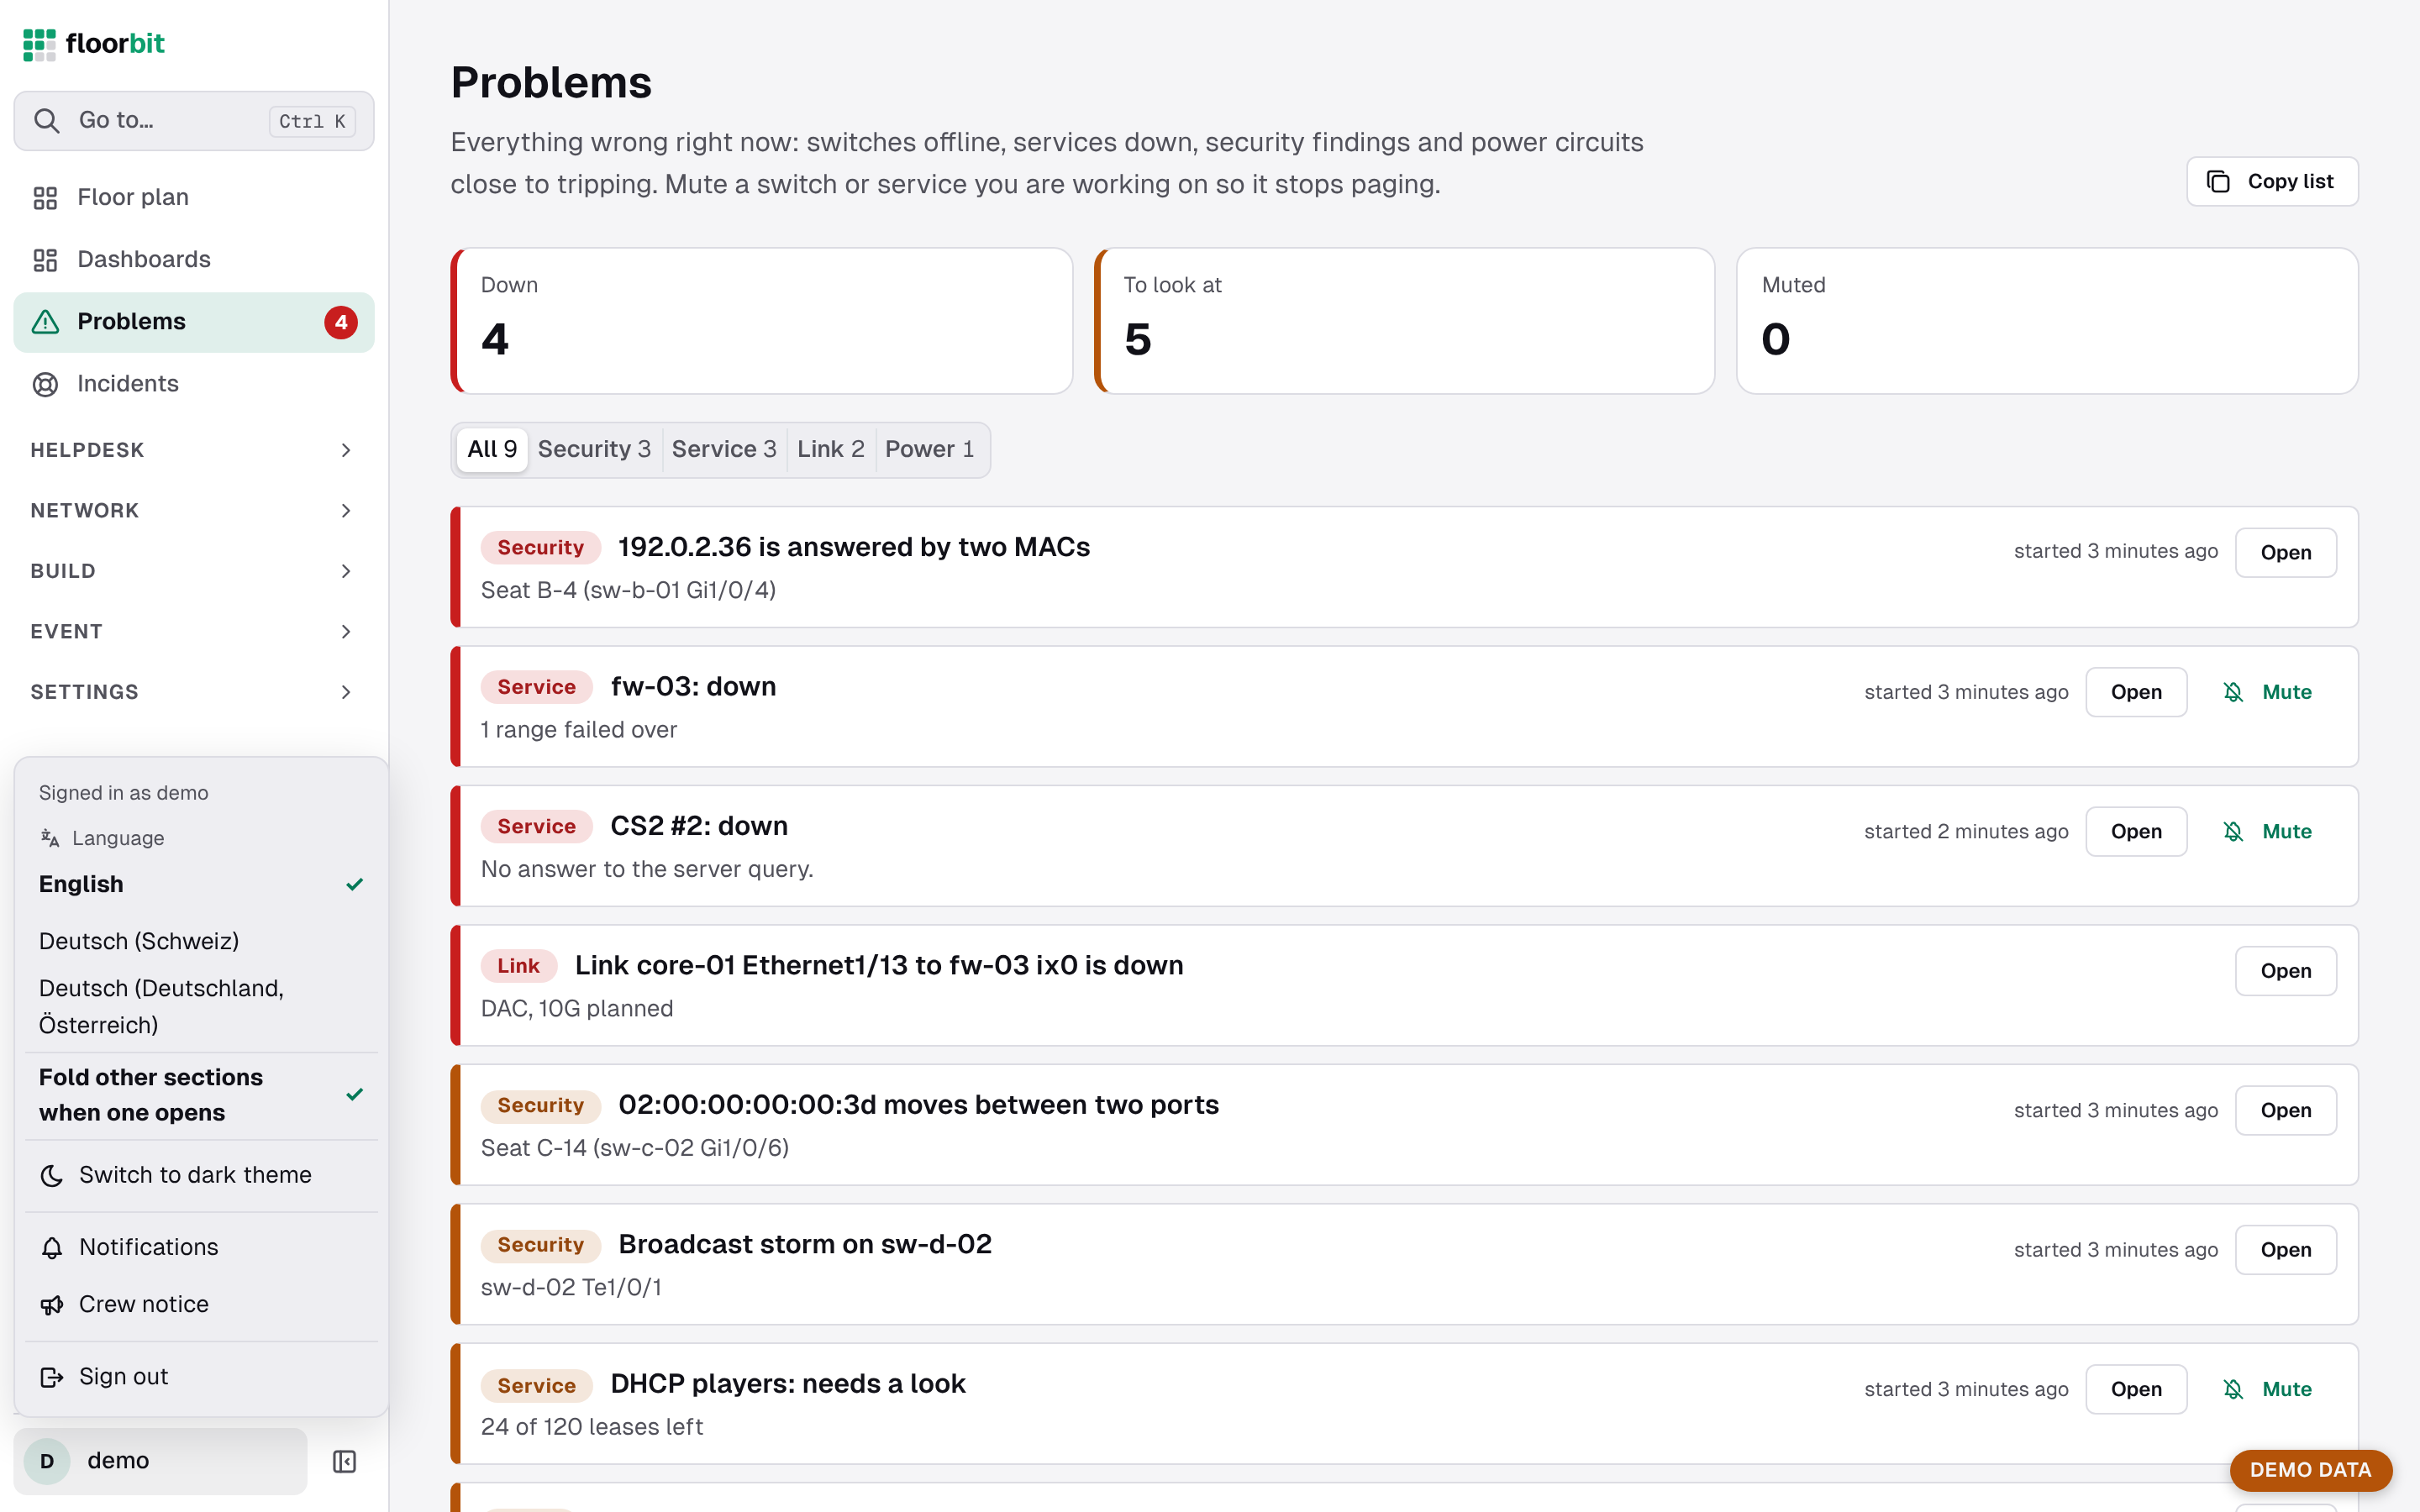 floorbit
Go to... Ctrl K
Floor plan
Dashboards
Problems 4
Incidents
HELPDESK
NETWORK
BUILD
EVENT
SETTINGS
Signed in as demo
Language
English
Deutsch (Schweiz)
Deutsch (Deutschland,
Österreich)
Fold other sections
when one opens
Switch to dark theme
Notifications
Crew notice
Sign out
D demo
Problems
Everything wrong right now: switches offline, services down, security findings and power circuits
close to tripping. Mute a switch or service you are working on so it stops paging.
Copy list
Down
4
To look at
5
Muted
0
All 9 Security 3 Service 3 Link 2 Power 1
Security 192.0.2.36 is answered by two MACs started 3 minutes ago Open
Seat B-4 (sw-b-01 Gi1/0/4)
Service fw-03: down started 3 minutes ago Open Mute
1 range failed over
Service CS2 #2: down started 2 minutes ago Open Mute
No answer to the server query.
Link Link core-01 Ethernet1/13 to fw-03 ix0 is down Open
DAC, 10G planned
Security 02:00:00:00:00:3d moves between two ports started 3 minutes ago Open
Seat C-14 (sw-c-02 Gi1/0/6)
Security Broadcast storm on sw-d-02 started 3 minutes ago Open
sw-d-02 Te1/0/1
Service DHCP players: needs a look started 3 minutes ago Open Mute
24 of 120 leases left
DEMO DATA